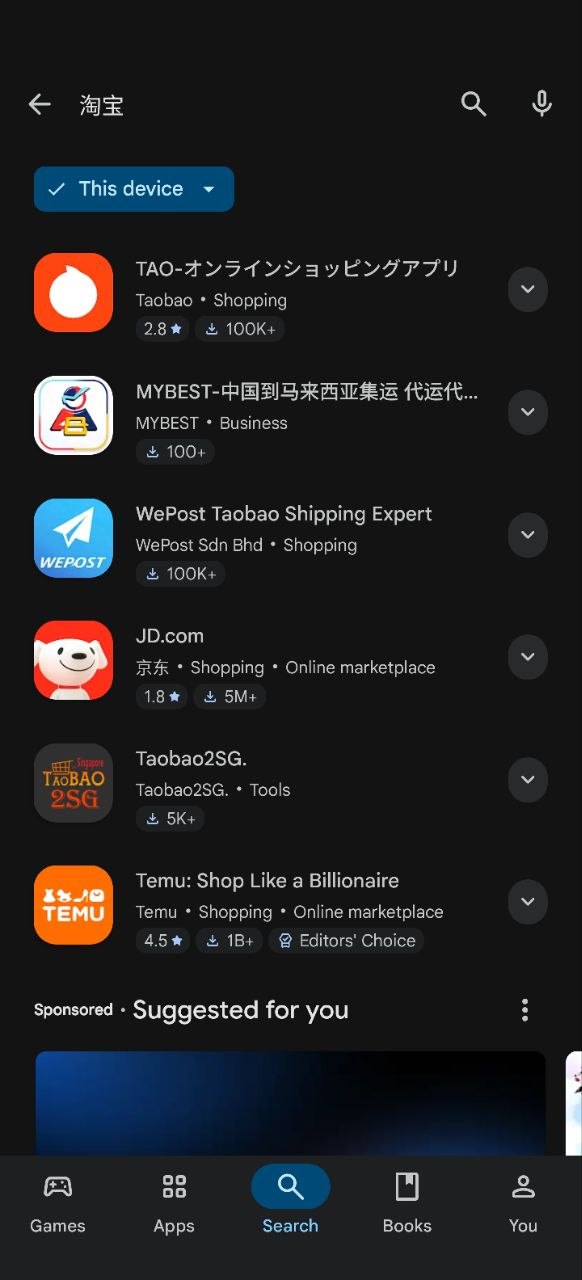 淘宝
This device
TAO-オンラインショッピングアプリ
Taobao • Shopping
2.8 ★ 100K+
MYBEST-中国到马来西亚集运 代运代...
MYBEST • Business
100+
WEPOST
WePost Taobao Shipping Expert
WePost Sdn Bhd • Shopping
100K+
JD.com
京东 • Shopping • Online marketplace
1.8 ★ 5M+
Singapore
TAOBAO
2SG
Taobao2SG.
Taobao2SG. • Tools
5K+
TEMU
Temu: Shop Like a Billionaire
Temu • Shopping • Online marketplace
4.5 ★ 1B+ Editors' Choice
Sponsored • Suggested for you
Games Apps Search Books You